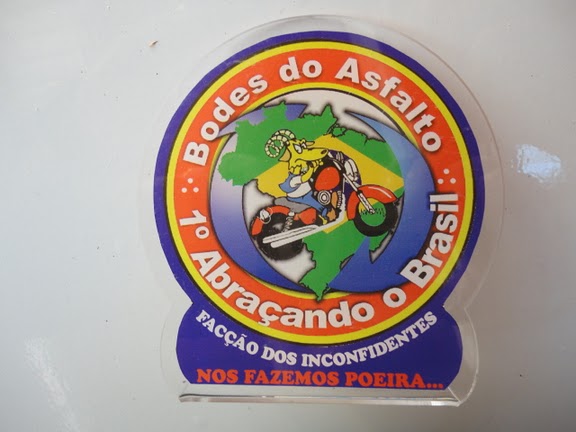 Bodes do Asfalto
1º Abraçando o Brasil
FACÇÃO DOS INCONFIDENTES
NOS FAZEMOS POEIRA...